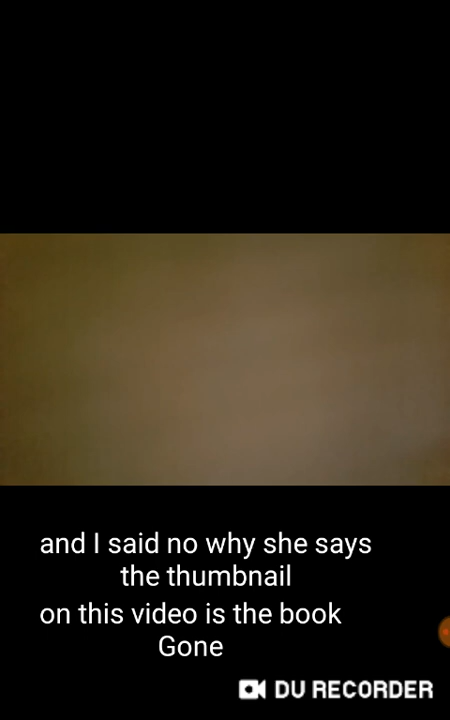 and I said no why she says
the thumbnail
on this video is the book
Gone
DU RECORDER